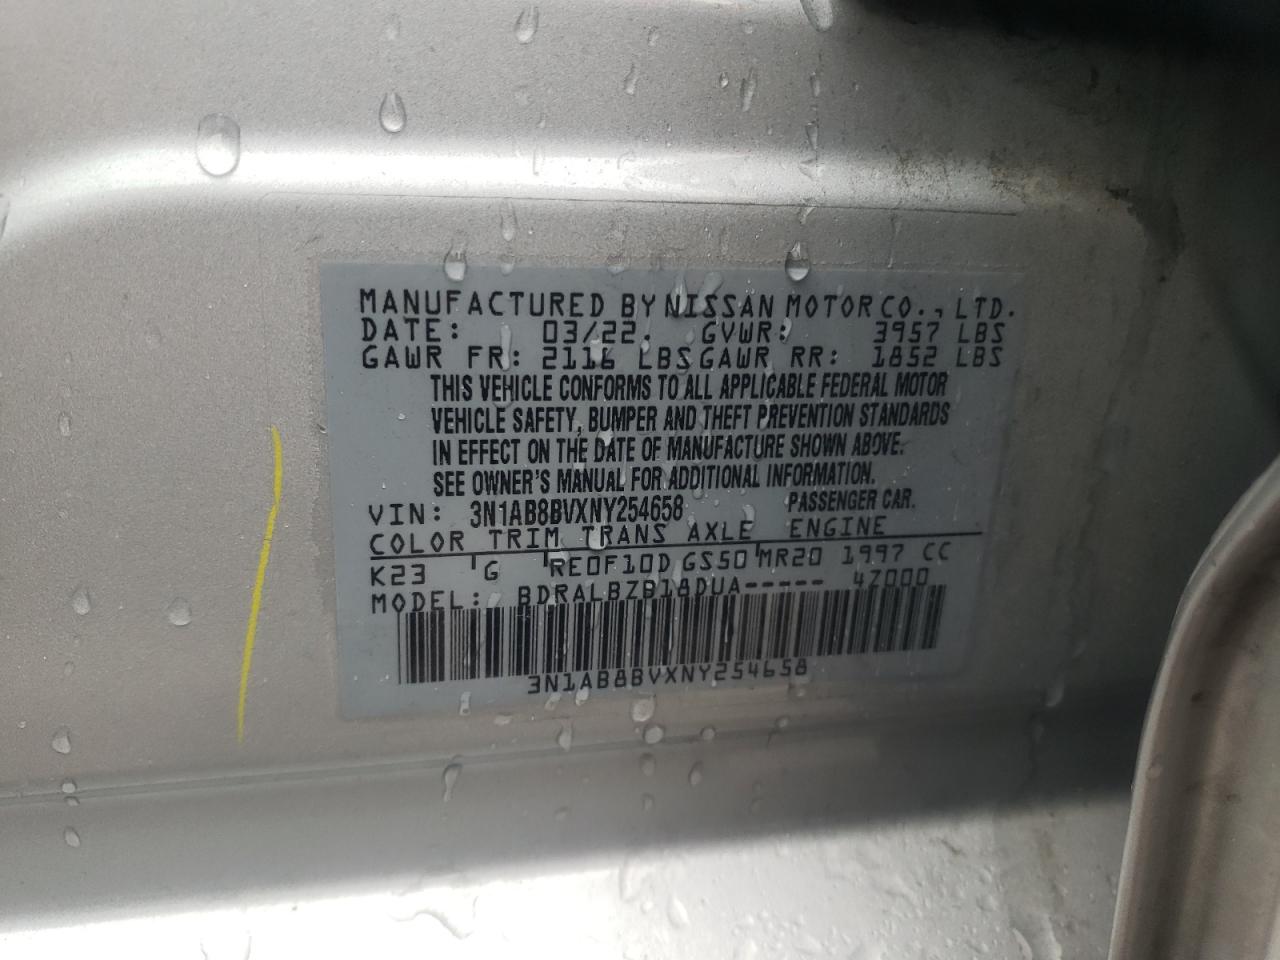 MANUFACTURED BY NISSAN MOTOR CO., LTD.
DATE: 03/22. GVWR: 3957 LBS
GAWR FR: 2116 LBS GAWR RR: 1852 LBS
THIS VEHICLE CONFORMS TO ALL APPLICABLE FEDERAL MOTOR
VEHICLE SAFETY, BUMPER AND THEFT PREVENTION STANDARDS
IN EFFECT ON THE DATE OF MANUFACTURE SHOWN ABOVE.
SEE OWNER'S MANUAL FOR ADDITIONAL INFORMATION.
VIN: 3N1AB8BVXNY254658 PASSENGER CAR.
COLOR TRIM TRANS AXLE ENGINE
K23 G RE0F10D GS50 MR20 1997 CC
MODEL: BDRALBZB18DUA----- 4Z000
3N1AB8BVXNY254658